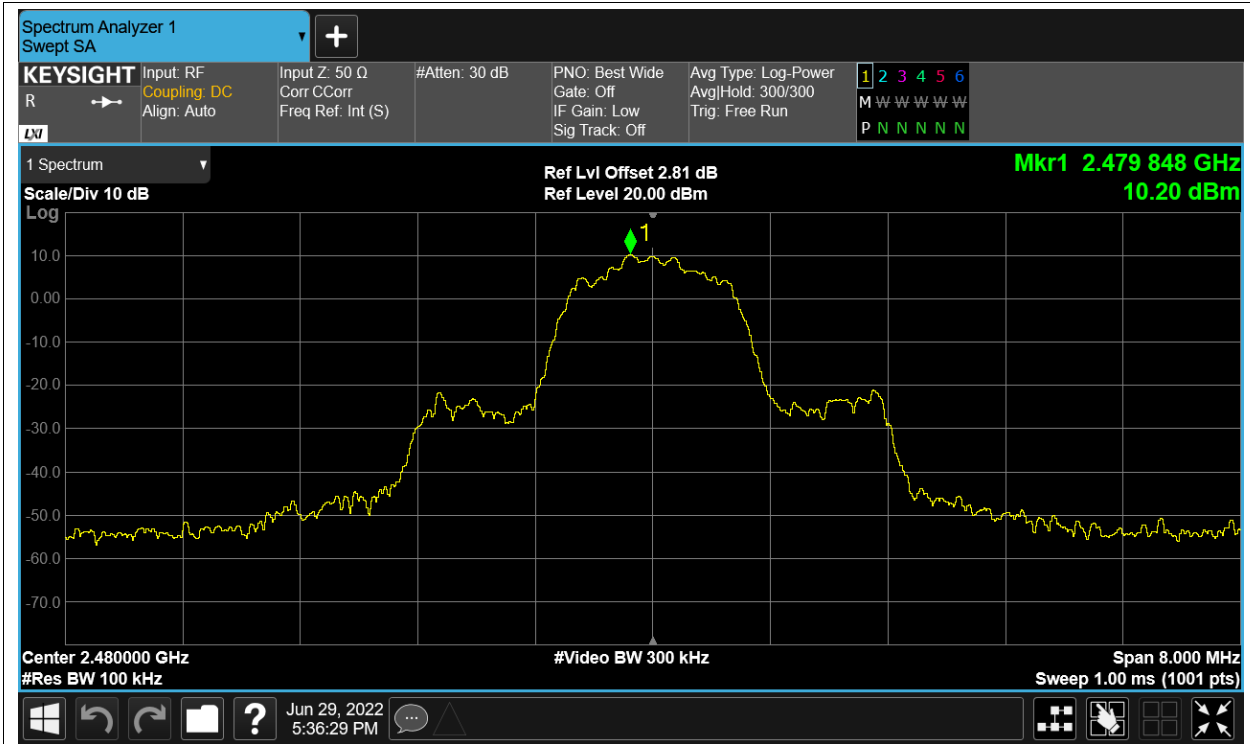 Spectrum Analyzer 1
Swept SA
KEYSIGHT
R
LXI
Input: RF
Coupling: DC
Align: Auto
Input Z: 50 Ω
Corr CCorr
Freq Ref: Int (S)
#Atten: 30 dB
PNO: Best Wide
Gate: Off
IF Gain: Low
Sig Track: Off
Avg Type: Log-Power
Avg|Hold: 300/300
Trig: Free Run
1 2 3 4 5 6
M W W W W W
P N N N N N
1 Spectrum
Scale/Div 10 dB
Log
Ref Lvl Offset 2.81 dB
Ref Level 20.00 dBm
Mkr1 2.479 848 GHz
10.20 dBm
1
10.0
0.00
-10.0
-20.0
-30.0
-40.0
-50.0
-60.0
-70.0
Center 2.480000 GHz
#Res BW 100 kHz
#Video BW 300 kHz
Span 8.000 MHz
Sweep 1.00 ms (1001 pts)
?
Jun 29, 2022
5:36:29 PM